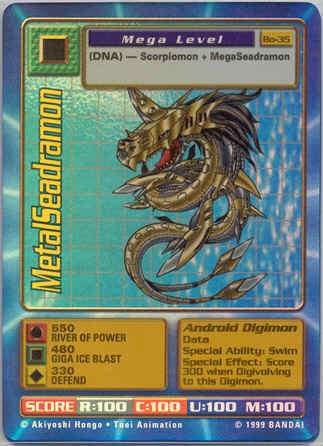 Mega Level
Bo-35
(DNA) — Scorpiomon + MegaSeadramon
MetalSeadramon
550
RIVER OF POWER
480
GIGA ICE BLAST
330
DEFEND
Android Digimon
Data
Special Ability: Swim
Special Effect: Score
300 when Digivolving
to this Digimon.
SCORE R:100 C:100 U:100 M:100
© Akiyoshi Hongo • Toei Animation
© 1999 BANDAI